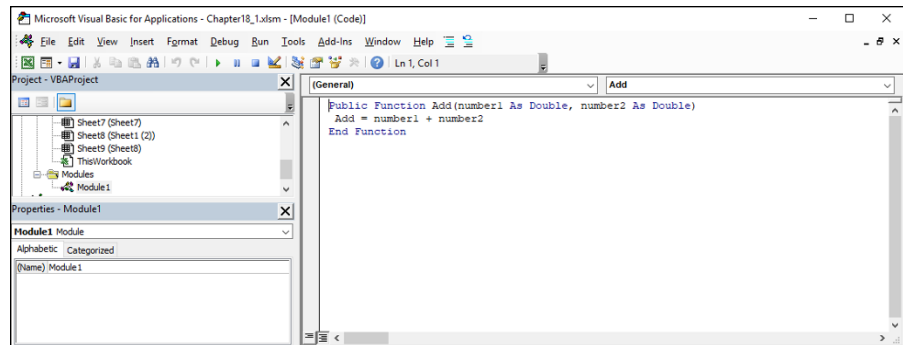 Microsoft Visual Basic for Applications - Chapter18_1.xlsm - [Module1 (Code)]
File Edit View Insert Format Debug Run Tools Add-Ins Window Help
Ln 1, Col 1
Project - VBAProject
Sheet7 (Sheet7)
Sheet8 (Sheet1 (2))
Sheet9 (Sheet8)
ThisWorkbook
Modules
Module1
Properties - Module1
Module1 Module
Alphabetic Categorized
(Name) Module1
(General) Add
Public Function Add(number1 As Double, number2 As Double)
Add = number1 + number2
End Function